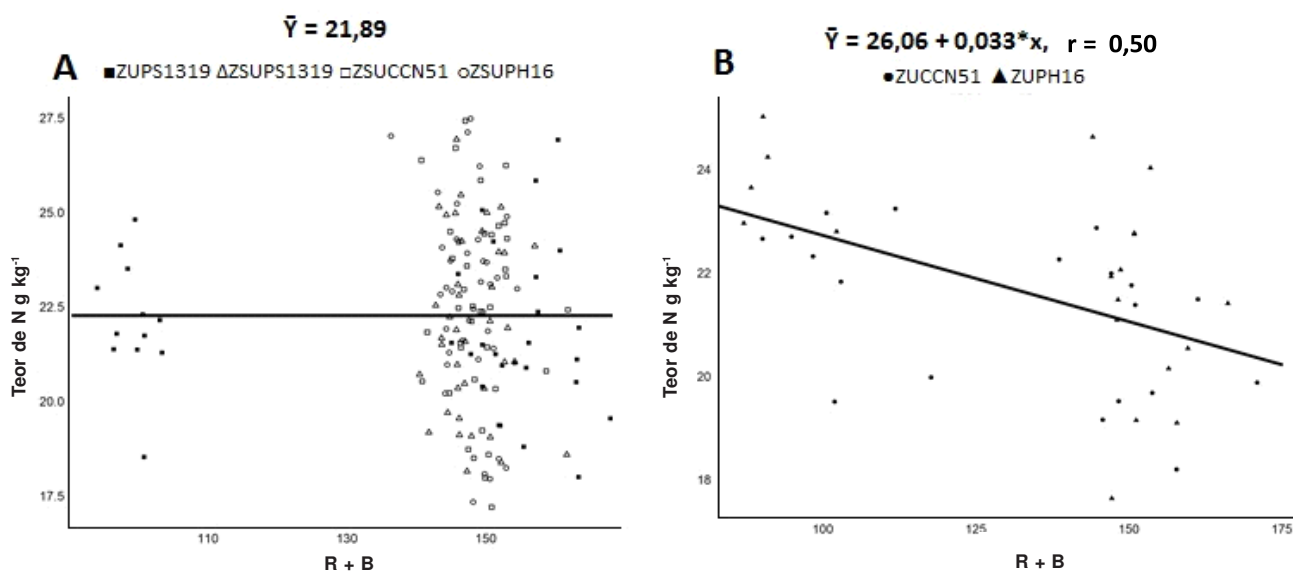 Ȳ = 21,89
A ■ZUPS1319 ΔZSUPS1319 □ZSUCCN51 ○ZSUPH16
27.5
25.0
22.5
20.0
17.5
Teor de N g kg⁻¹
110 130 150
R + B
Ȳ = 26,06 + 0,033*x, r = 0,50
B ●ZUCCN51 ▲ZUPH16
24
22
20
18
Teor de N g kg⁻¹
100 125 150 175
R + B